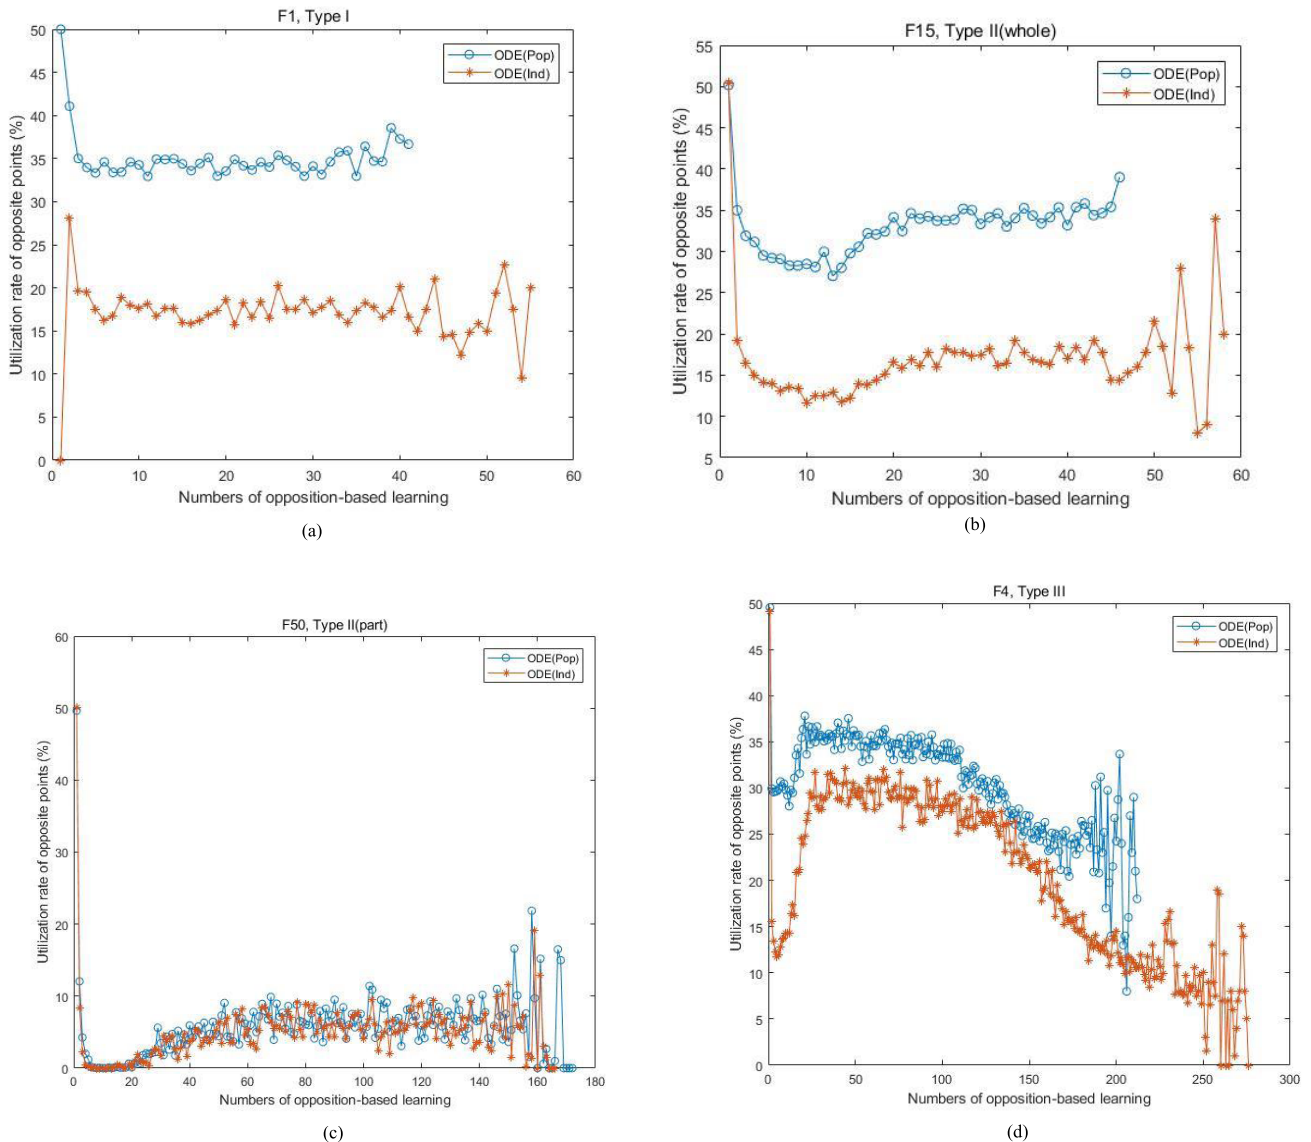 F1, Type I
50
45
40
35
30
25
20
15
10
5
0
0 10 20 30 40 50 60
Utilization rate of opposite points (%)
Numbers of opposition-based learning
ODE(Pop)
ODE(Ind)
(a)
F15, Type II(whole)
55
50
45
40
35
30
25
20
15
10
5
0 10 20 30 40 50 60
Utilization rate of opposite points (%)
Numbers of opposition-based learning
ODE(Pop)
ODE(Ind)
(b)
F50, Type II(part)
60
50
40
30
20
10
0
0 20 40 60 80 100 120 140 160 180
Utilization rate of opposite points (%)
Numbers of opposition-based learning
ODE(Pop)
ODE(Ind)
(c)
F4, Type III
50
45
40
35
30
25
20
15
10
5
0
0 50 100 150 200 250 300
Utilization rate of opposite points (%)
Numbers of opposition-based learning
ODE(Pop)
ODE(Ind)
(d)